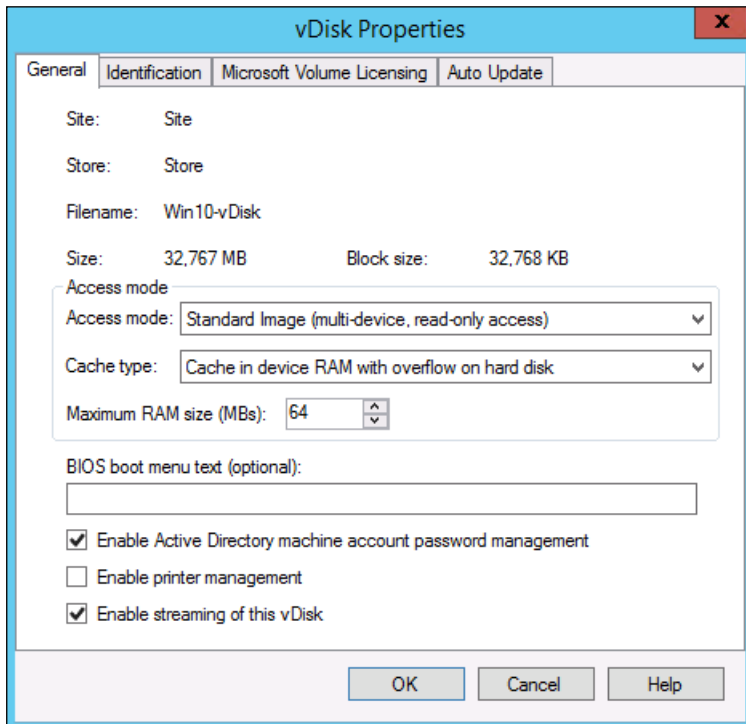 vDisk Properties
x
General Identification Microsoft Volume Licensing Auto Update
Site: Site
Store: Store
Filename: Win10-vDisk
Size: 32,767 MB Block size: 32,768 KB
Access mode
Access mode: Standard Image (multi-device, read-only access)
Cache type: Cache in device RAM with overflow on hard disk
Maximum RAM size (MBs): 64
BIOS boot menu text (optional):
Enable Active Directory machine account password management
Enable printer management
Enable streaming of this vDisk
OK Cancel Help